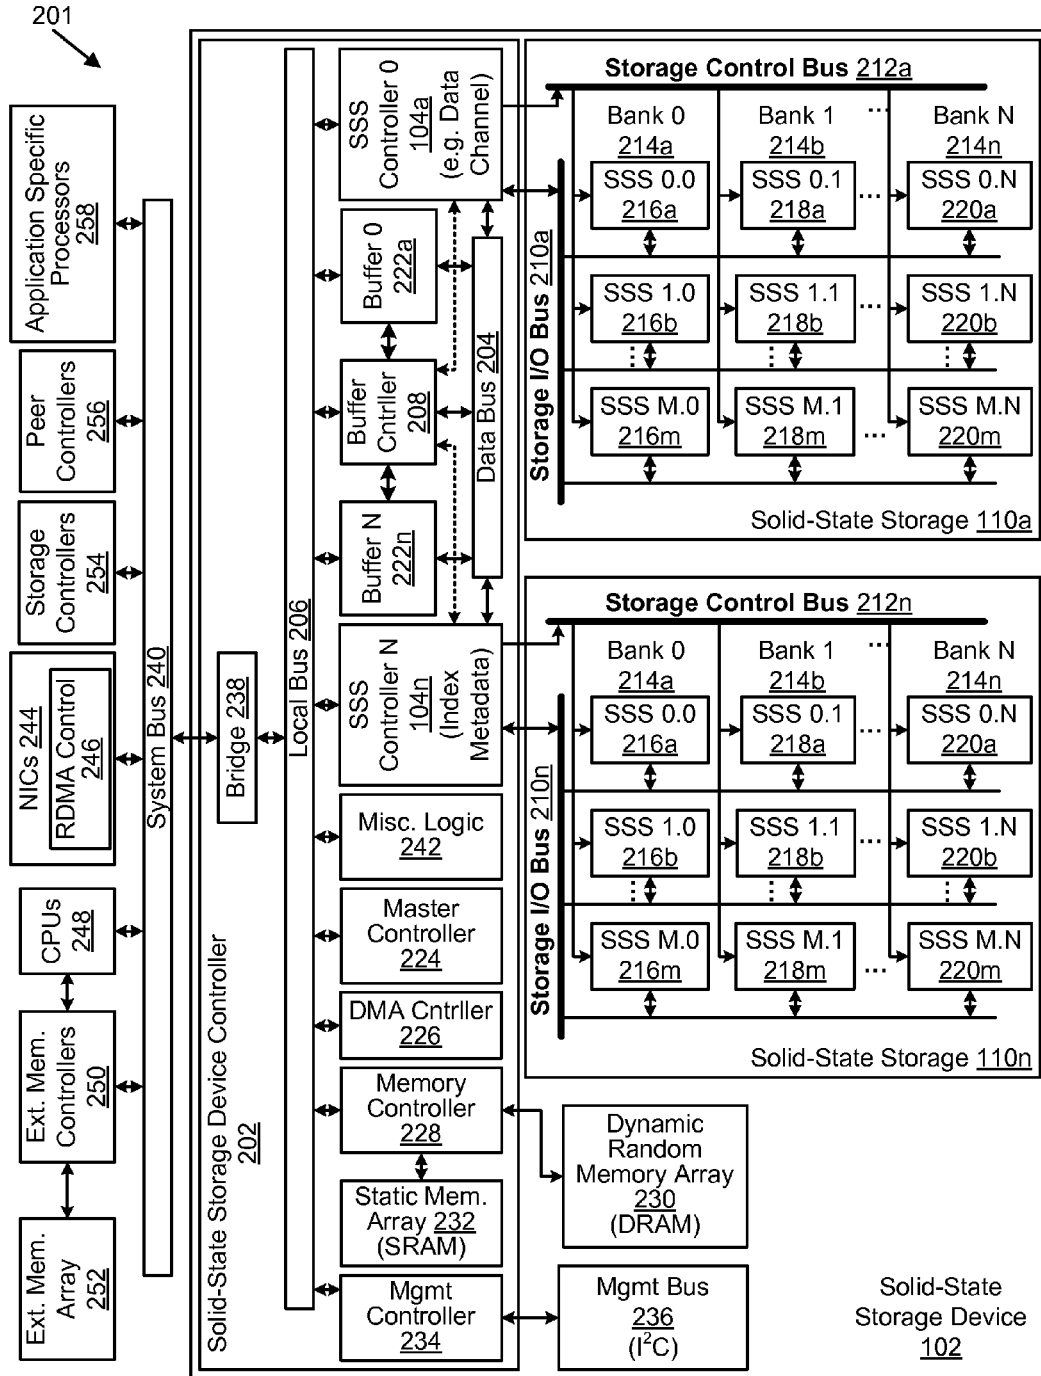 201
Application Specific
Processors
258
Peer
Controllers
256
Storage
Controllers
254
NICs 244
RDMA Control
246
CPUs
248
Ext. Mem.
Controllers
250
Ext. Mem.
Array
252
System Bus 240
Bridge 238
Solid-State Storage Device Controller
202
Local Bus 206
SSS
Controller 0
104a
(e.g. Data
Channel)
Buffer 0
222a
Buffer
Cntrller
208
Buffer N
222n
Data Bus 204
SSS
Controller N
104n
(Index
Metadata)
Misc. Logic
242
Master
Controller
224
DMA Cntrller
226
Memory
Controller
228
Static Mem.
Array 232
(SRAM)
Mgmt
Controller
234
Storage Control Bus 212a
Storage I/O Bus 210a
Bank 0
214a
Bank 1
214b
...
Bank N
214n
SSS 0.0
216a
SSS 0.1
218a
...
SSS 0.N
220a
SSS 1.0
216b
SSS 1.1
218b
...
SSS 1.N
220b
...
...
...
SSS M.0
216m
SSS M.1
218m
...
SSS M.N
220m
Solid-State Storage 110a
Storage Control Bus 212n
Storage I/O Bus 210n
Bank 0
214a
Bank 1
214b
...
Bank N
214n
SSS 0.0
216a
SSS 0.1
218a
...
SSS 0.N
220a
SSS 1.0
216b
SSS 1.1
218b
...
SSS 1.N
220b
...
...
...
SSS M.0
216m
SSS M.1
218m
...
SSS M.N
220m
Solid-State Storage 110n
Dynamic
Random
Memory Array
230
(DRAM)
Mgmt Bus
236
(I²C)
Solid-State
Storage Device
102